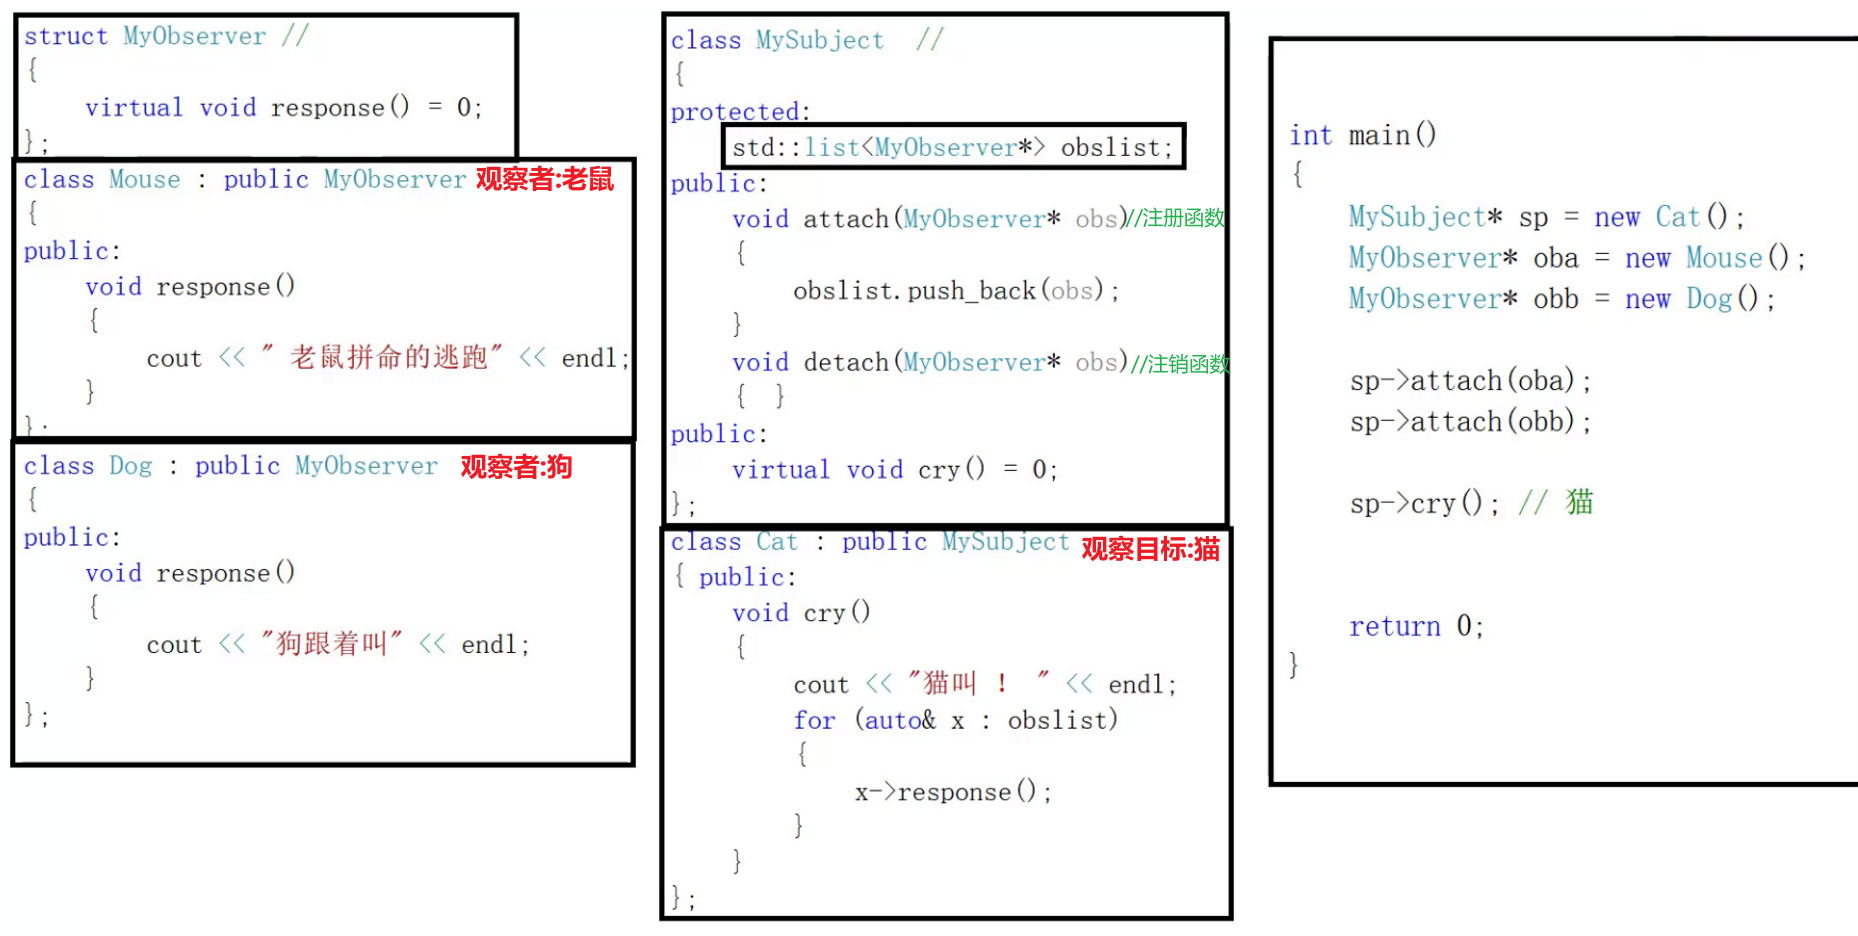 struct MyObserver //
{
virtual void response() = 0;
};
class Mouse : public MyObserver 观察者:老鼠
{
public:
void response()
{
cout << " 老鼠拼命的逃跑" << endl;
}
};
class Dog : public MyObserver 观察者:狗
{
public:
void response()
{
cout << "狗跟着叫" << endl;
}
};
class MySubject //
{
protected:
std::list<MyObserver*> obslist;
public:
void attach(MyObserver* obs)//注册函数
{
obslist.push_back(obs);
}
void detach(MyObserver* obs)//注销函数
{ }
public:
virtual void cry() = 0;
};
class Cat : public MySubject 观察目标:猫
{ public:
void cry()
{
cout << "猫叫 ! " << endl;
for (auto& x : obslist)
{
x->response();
}
}
};
int main()
{
MySubject* sp = new Cat();
MyObserver* oba = new Mouse();
MyObserver* obb = new Dog();
sp->attach(oba);
sp->attach(obb);
sp->cry(); // 猫
return 0;
}